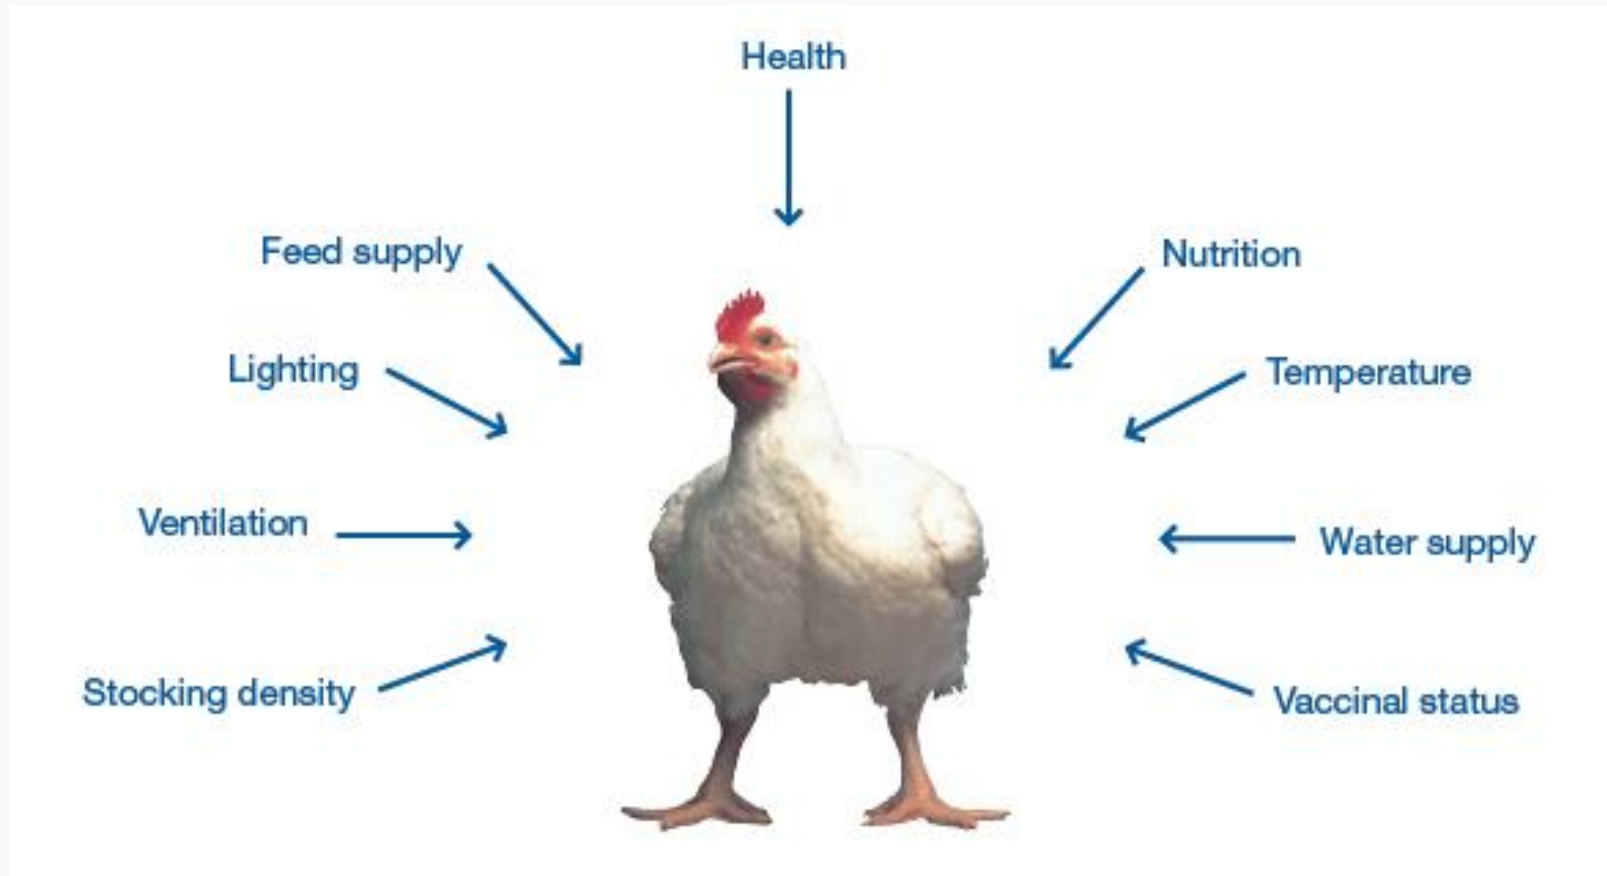 Health
Feed supply
Nutrition
Lighting
Temperature
Ventilation
Water supply
Stocking density
Vaccinal status